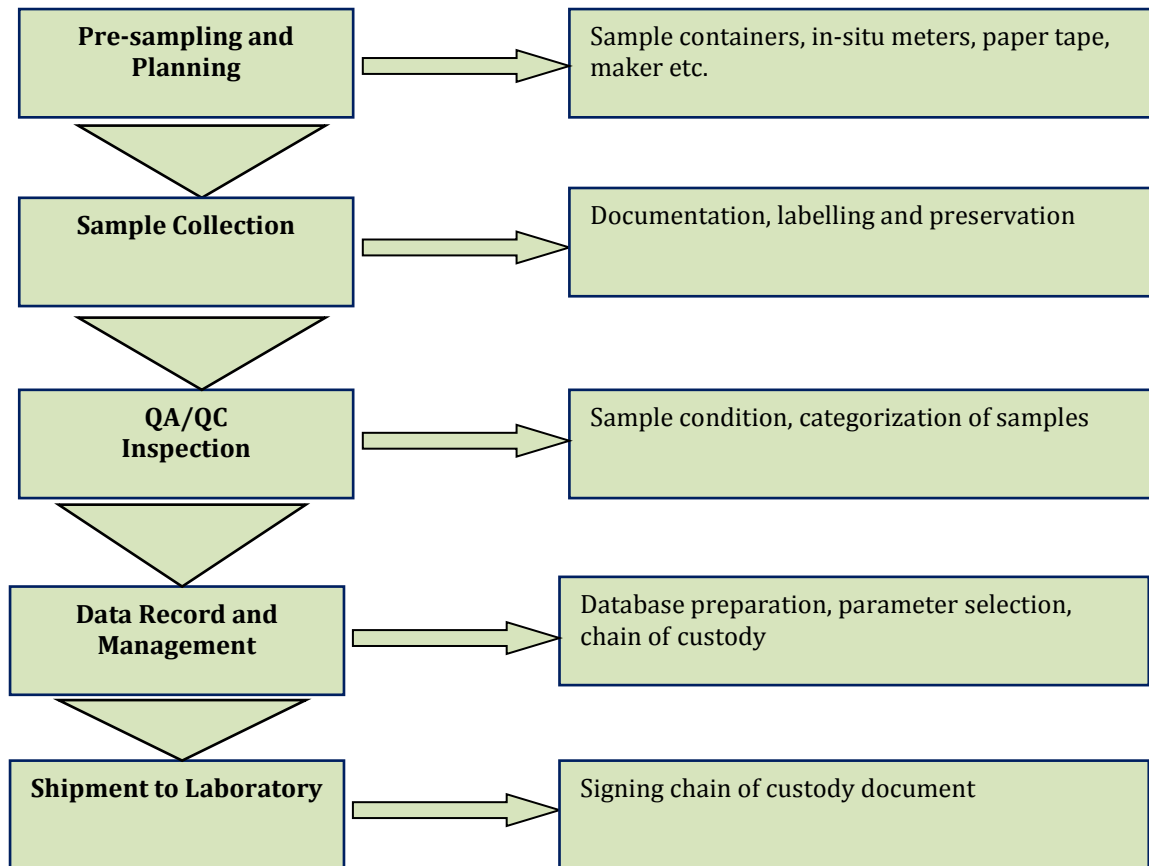 Pre-sampling and
Planning
Sample containers, in-situ meters, paper tape,
maker etc.
Sample Collection
Documentation, labelling and preservation
QA/QC
Inspection
Sample condition, categorization of samples
Data Record and
Management
Database preparation, parameter selection,
chain of custody
Shipment to Laboratory
Signing chain of custody document